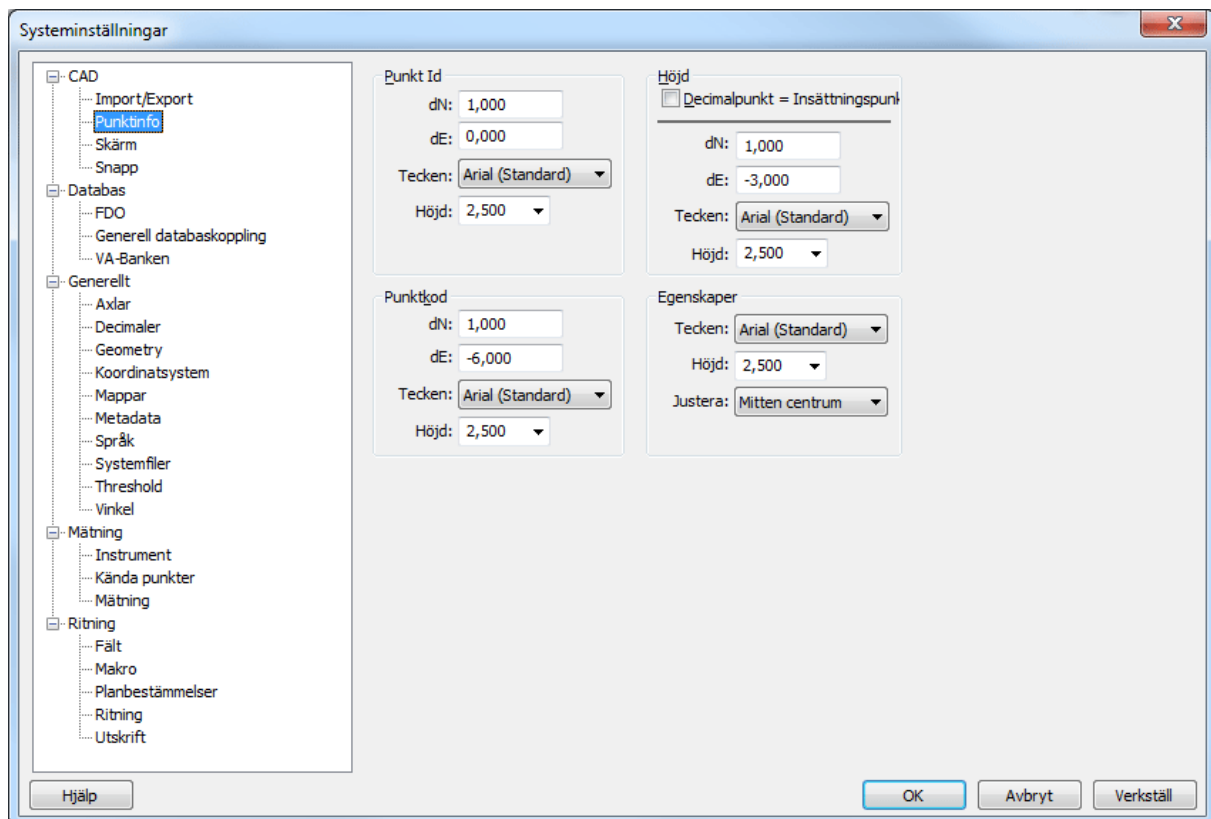 Systeminställningar
CAD
Import/Export
Punktinfo
Skärm
Snapp
Databas
FDO
Generell databaskoppling
VA-Banken
Generellt
Axlar
Decimaler
Geometry
Koordinatsystem
Mappar
Metadata
Språk
Systemfiler
Threshold
Vinkel
Mätning
Instrument
Kända punkter
Mätning
Ritning
Fält
Makro
Planbestämmelser
Ritning
Utskrift
Punkt Id
dN: 1,000
dE: 0,000
Tecken: Arial (Standard)
Höjd: 2,500
Höjd
Decimalpunkt = Insättningspunk
dN: 1,000
dE: -3,000
Tecken: Arial (Standard)
Höjd: 2,500
Punktkod
dN: 1,000
dE: -6,000
Tecken: Arial (Standard)
Höjd: 2,500
Egenskaper
Tecken: Arial (Standard)
Höjd: 2,500
Justera: Mitten centrum
Hjälp
OK
Avbryt
Verkställ